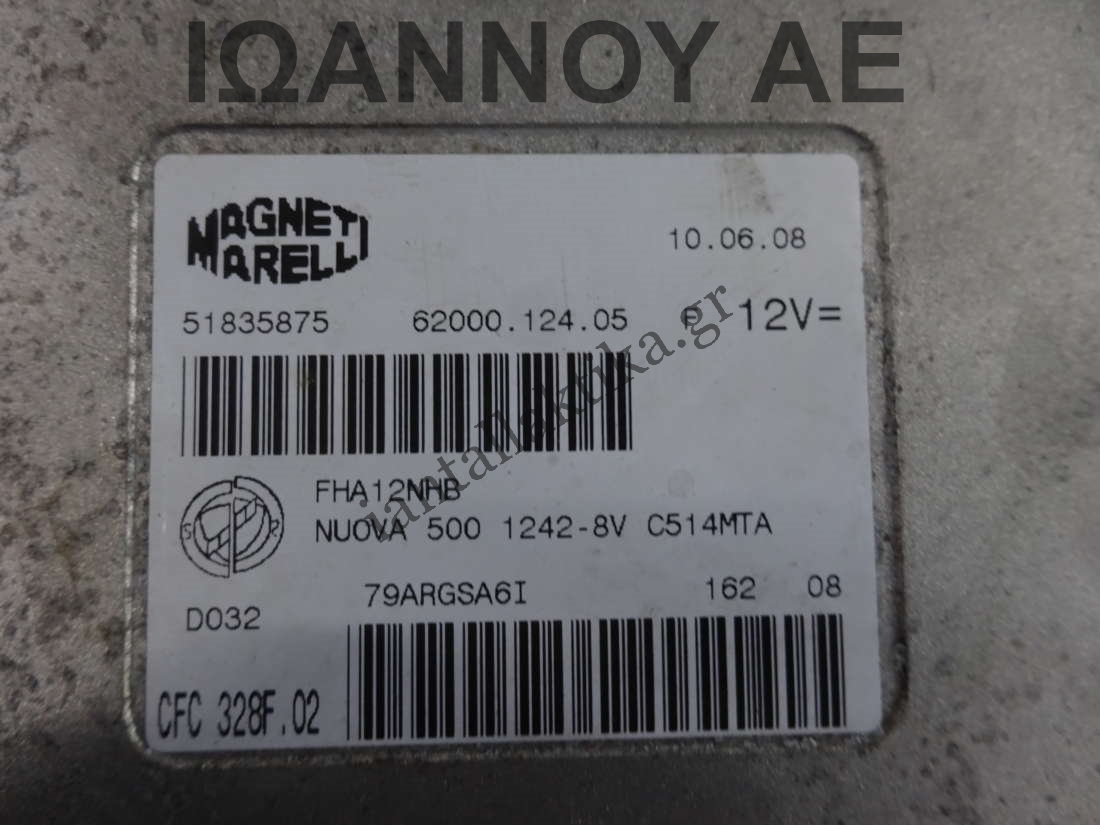 ΙΩΑΝΝΟΥ ΑΕ
MAGNETI MARELLI
10.06.08
51835875 62000.124.05 P 12V=
iantallaktika.gr
FHA12NHB
NUOVA 500 1242-8V C514MTA
79ARGSA6I 162 08
D032
CFC 328F.02